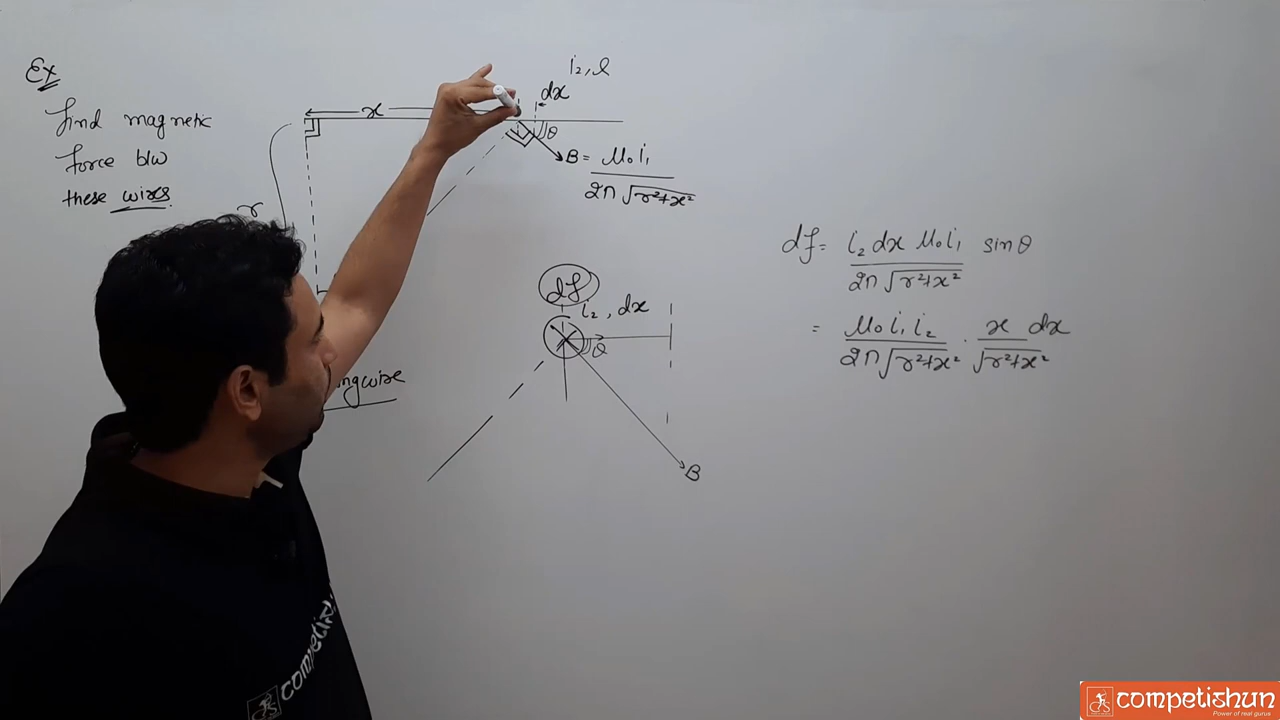 Ex
find magnetic
force b/w
these wires.
i₂, l
dx
x
θ
B = μ₀i₁
2π√r²+x²
r
df
i₂, dx
θ
B
ngwire
df = i₂ dx μ₀i₁ sinθ
2π√r²+x²
= μ₀i₁i₂ . x dx
2π√r²+x² √r²+x²
competishun
Power of real gurus